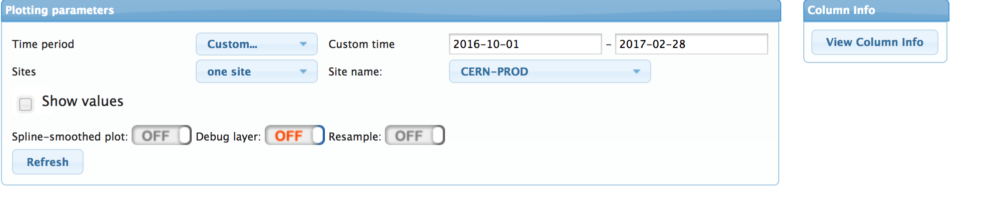 Plotting parameters
Column Info
Time period Custom... Custom time 2016-10-01 - 2017-02-28
View Column Info
Sites one site Site name: CERN-PROD
Show values
Spline-smoothed plot: OFF Debug layer: OFF Resample: OFF
Refresh